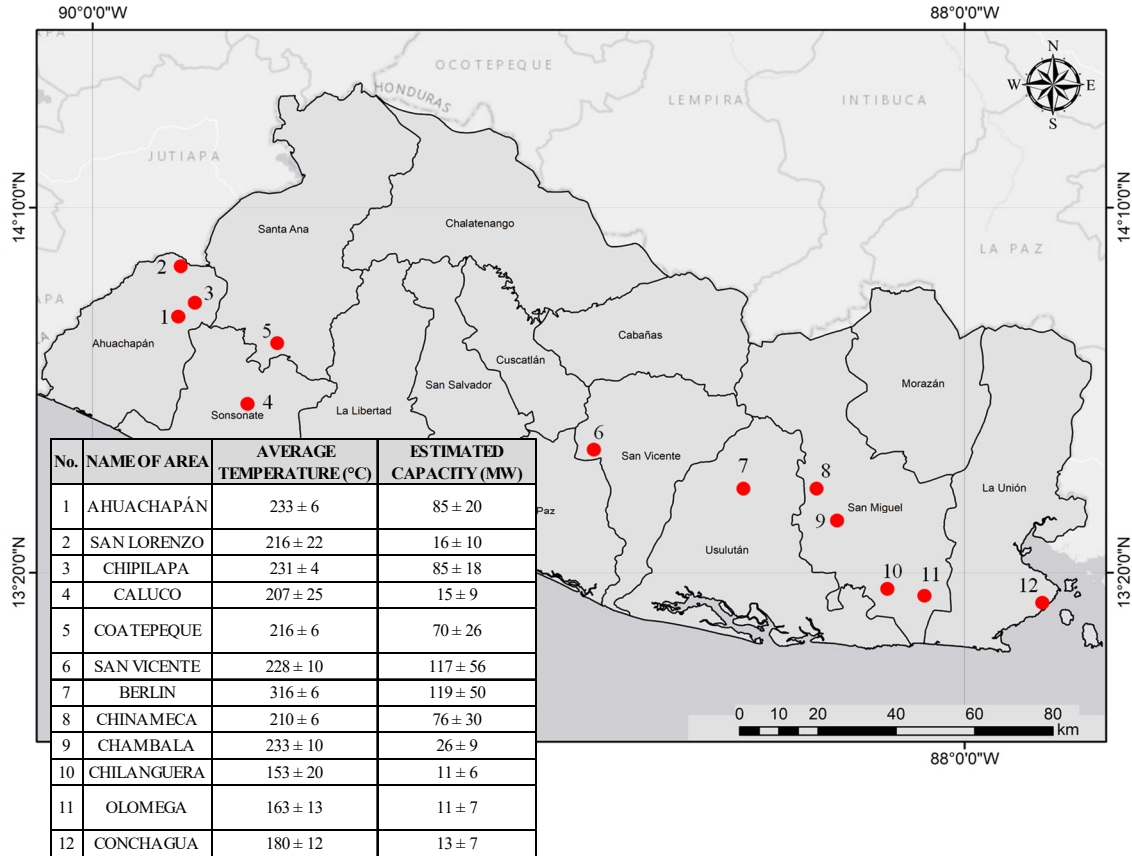 90°0'0"W
88°0'0"W
OCOTEPEQUE
HONDURAS
LEMPIRA
INTIBUCA
N
W
E
S
JUTIAPA
14°10'0"N
14°10'0"N
Santa Ana
Chalatenango
LA PAZ
2
3
APA
1
5
Ahuachapán
Cabañas
Cuscatlán
San Salvador
Morazán
4
Sonsonate
La Libertad
6
San Vicente
7
8
La Unión
San Miguel
9
Paz
Usulután
13°20'0"N
13°20'0"N
10
11
12
0 10 20 40 60 80
km
88°0'0"W
No. NAME OF AREA AVERAGE TEMPERATURE (°C) ESTIMATED CAPACITY (MW)
1 AHUACHAPÁN 233 ± 6 85 ± 20
2 SAN LORENZO 216 ± 22 16 ± 10
3 CHIPILAPA 231 ± 4 85 ± 18
4 CALUCO 207 ± 25 15 ± 9
5 COATEPEQUE 216 ± 6 70 ± 26
6 SAN VICENTE 228 ± 10 117 ± 56
7 BERLIN 316 ± 6 119 ± 50
8 CHINAMECA 210 ± 6 76 ± 30
9 CHAMBALA 233 ± 10 26 ± 9
10 CHILANGUERA 153 ± 20 11 ± 6
11 OLOMEGA 163 ± 13 11 ± 7
12 CONCHAGUA 180 ± 12 13 ± 7